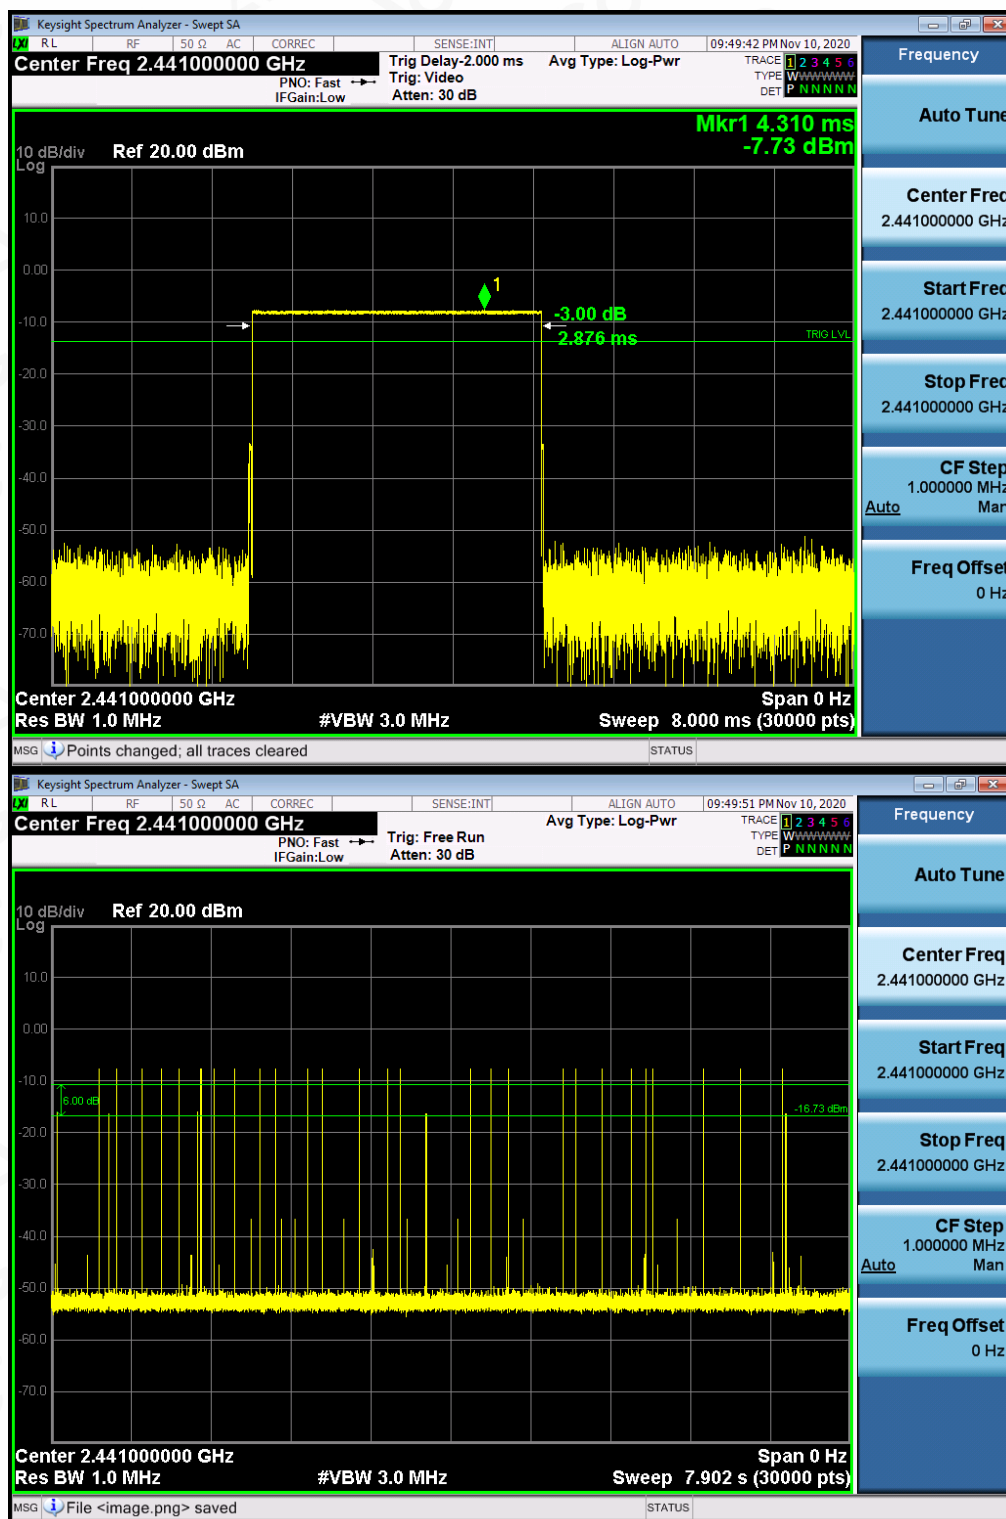 Keysight Spectrum Analyzer - Swept SA
LXI RL RF 50 Ω AC CORREC SENSE:INT ALIGN AUTO 09:49:42 PM Nov 10, 2020
Center Freq 2.441000000 GHz
PNO: Fast
IFGain:Low
Trig Delay-2.000 ms
Trig: Video
Atten: 30 dB
Avg Type: Log-Pwr
TRACE 1 2 3 4 5 6
TYPE WWWWWW
DET P N N N N N
Mkr1 4.310 ms
-7.73 dBm
10 dB/div Ref 20.00 dBm
Log
10.0
0.00
-10.0
-20.0
-30.0
-40.0
-50.0
-60.0
-70.0
1
-3.00 dB
2.876 ms
TRIG LVL
Center 2.441000000 GHz Span 0 Hz
Res BW 1.0 MHz #VBW 3.0 MHz Sweep 8.000 ms (30000 pts)
MSG Points changed; all traces cleared STATUS
Frequency
Auto Tune
Center Freq
2.441000000 GHz
Start Freq
2.441000000 GHz
Stop Freq
2.441000000 GHz
CF Step
1.000000 MHz
Auto Man
Freq Offset
0 Hz
Keysight Spectrum Analyzer - Swept SA
LXI RL RF 50 Ω AC CORREC SENSE:INT ALIGN AUTO 09:49:51 PM Nov 10, 2020
Center Freq 2.441000000 GHz
PNO: Fast
IFGain:Low
Trig: Free Run
Atten: 30 dB
Avg Type: Log-Pwr
TRACE 1 2 3 4 5 6
TYPE WWWWWW
DET P N N N N N
10 dB/div Ref 20.00 dBm
Log
10.0
0.00
-10.0
-20.0
-30.0
-40.0
-50.0
-60.0
-70.0
6.00 dB
-16.73 dBm
Center 2.441000000 GHz Span 0 Hz
Res BW 1.0 MHz #VBW 3.0 MHz Sweep 7.902 s (30000 pts)
MSG File <image.png> saved STATUS
Frequency
Auto Tune
Center Freq
2.441000000 GHz
Start Freq
2.441000000 GHz
Stop Freq
2.441000000 GHz
CF Step
1.000000 MHz
Auto Man
Freq Offset
0 Hz